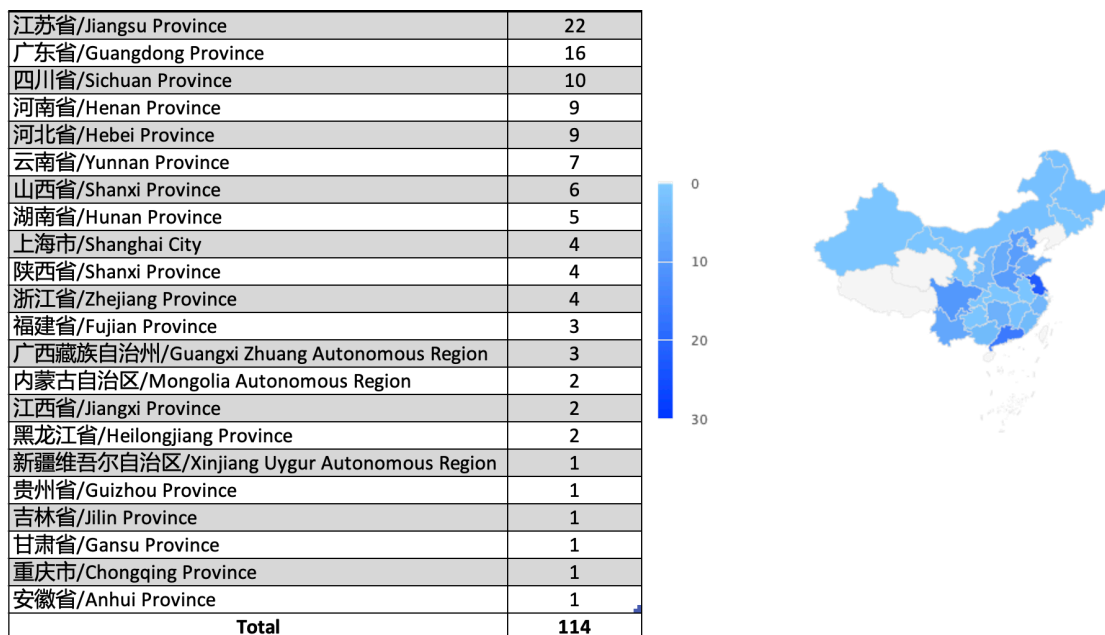 江苏省/Jiangsu Province 22
广东省/Guangdong Province 16
四川省/Sichuan Province 10
河南省/Henan Province 9
河北省/Hebei Province 9
云南省/Yunnan Province 7
山西省/Shanxi Province 6
湖南省/Hunan Province 5
上海市/Shanghai City 4
陕西省/Shanxi Province 4
浙江省/Zhejiang Province 4
福建省/Fujian Province 3
广西藏族自治州/Guangxi Zhuang Autonomous Region 3
内蒙古自治区/Mongolia Autonomous Region 2
江西省/Jiangxi Province 2
黑龙江省/Heilongjiang Province 2
新疆维吾尔自治区/Xinjiang Uygur Autonomous Region 1
贵州省/Guizhou Province 1
吉林省/Jilin Province 1
甘肃省/Gansu Province 1
重庆市/Chongqing Province 1
安徽省/Anhui Province 1
Total 114
0
10
20
30